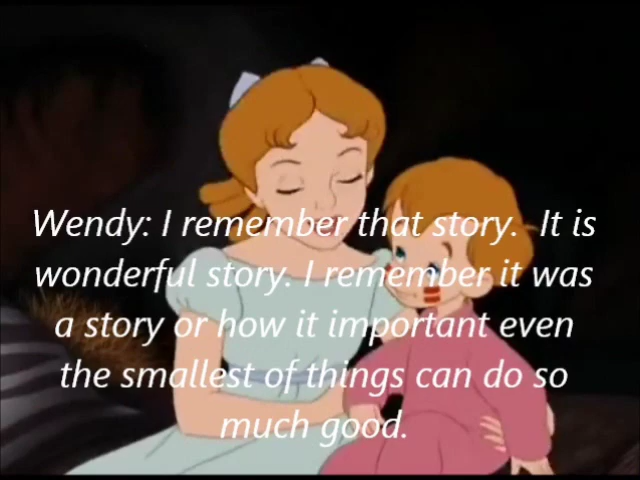 Wendy: I remember that story.  It is
wonderful story. I remember it was
a story or how it important even
the smallest of things can do so
much good.